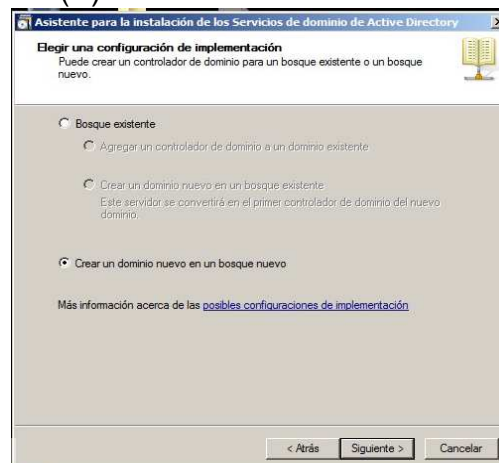 Asistente para la instalación de los Servicios de dominio de Active Directory
Elegir una configuración de implementación
Puede crear un controlador de dominio para un bosque existente o un bosque
nuevo.
Bosque existente
Agregar un controlador de dominio a un dominio existente
Crear un dominio nuevo en un bosque existente
Este servidor se convertirá en el primer controlador de dominio del nuevo
dominio.
Crear un dominio nuevo en un bosque nuevo
Más información acerca de las posibles configuraciones de implementación
< Atrás
Siguiente >
Cancelar